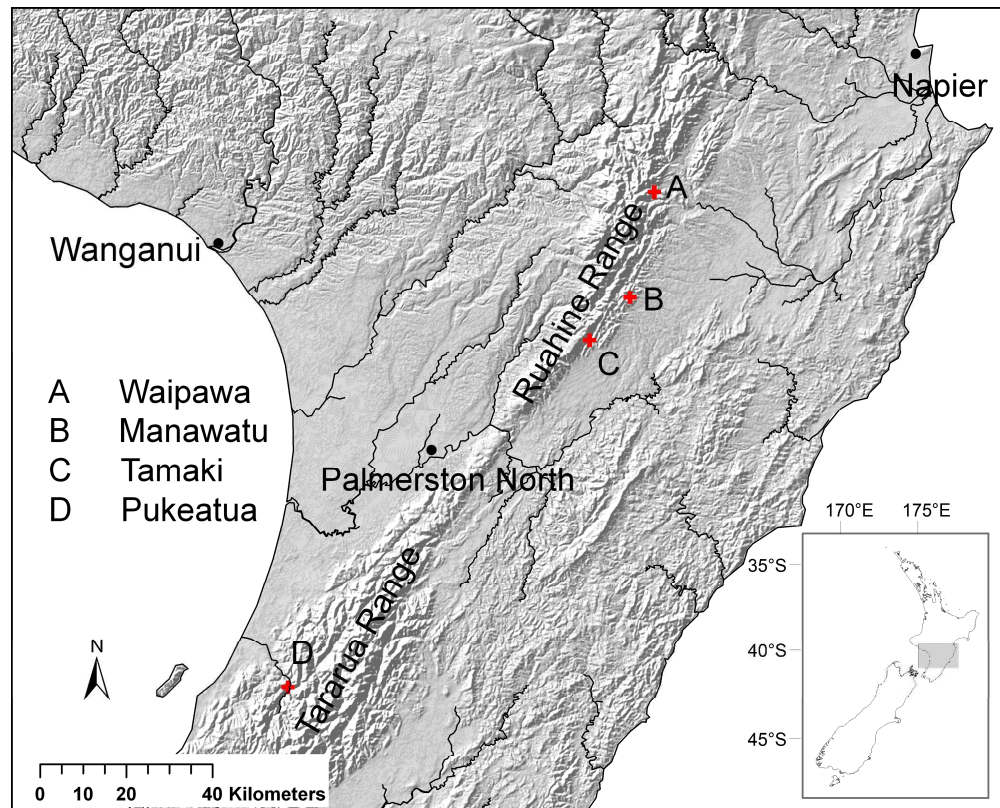 Napier
A
Wanganui
Ruahine Range
B
C
A Waipawa
B Manawatu
C Tamaki
D Pukeatua
Palmerston North
170°E 175°E
35°S
40°S
45°S
Tararua Range
D
N
0 10 20 40 Kilometers